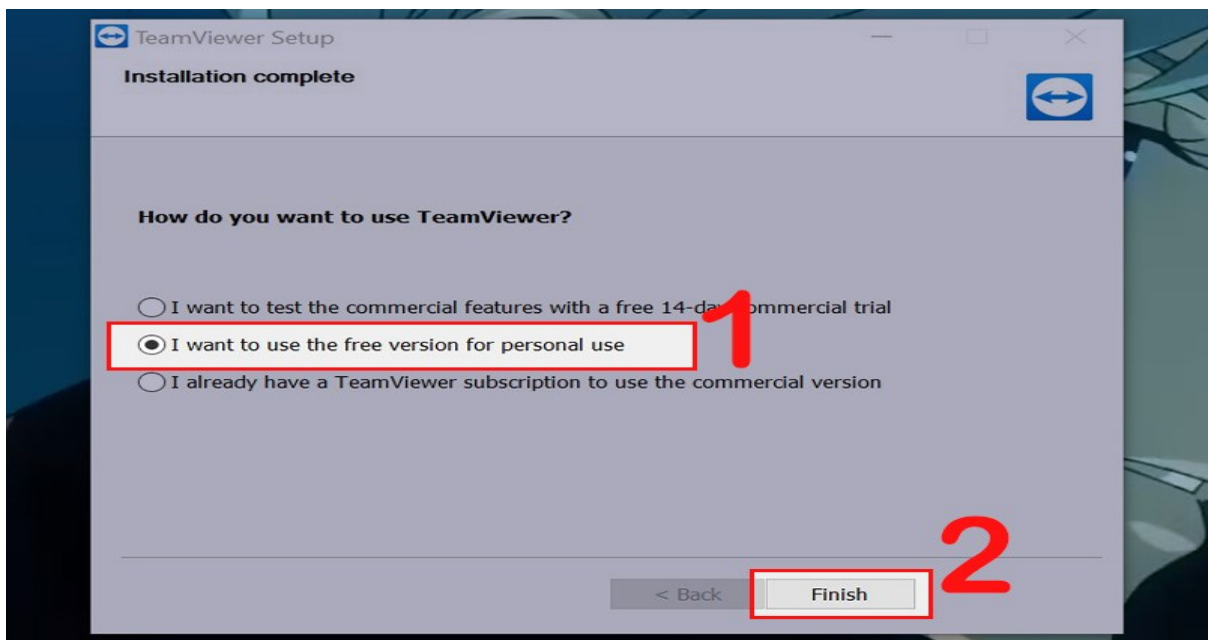 TeamViewer Setup
Installation complete
How do you want to use TeamViewer?
I want to test the commercial features with a free 14-day commercial trial
1
I want to use the free version for personal use
I already have a TeamViewer subscription to use the commercial version
2
< Back
Finish